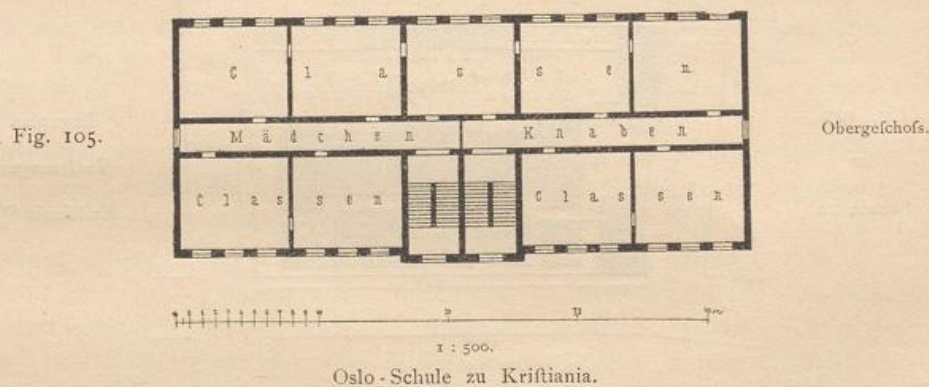 Claſſen
Fig. 105.
Mädchen Knaben
Obergeſchoſs.
Claſſen Claſſen
1 : 500.
Oslo-Schule zu Kriſtiania.